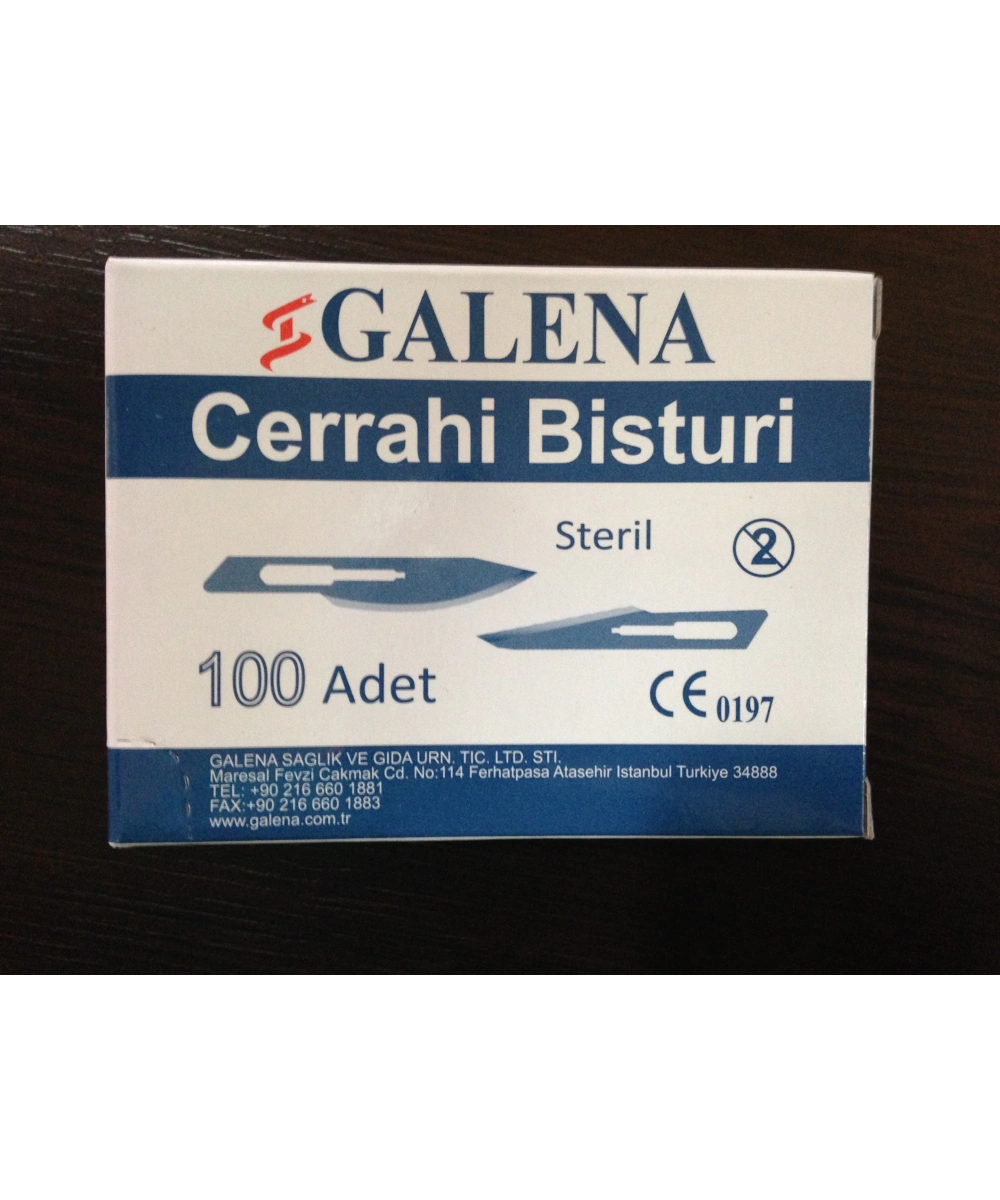 GALENA
Cerrahi Bisturi
Steril
2
100 Adet
CE 0197
GALENA SAGLIK VE GIDA URN. TIC. LTD. STI.
Maresal Fevzi Cakmak Cd. No:114 Ferhatpasa Atasehir Istanbul Turkiye 34888
TEL: +90 216 660 1881
FAX:+90 216 660 1883
www.galena.com.tr